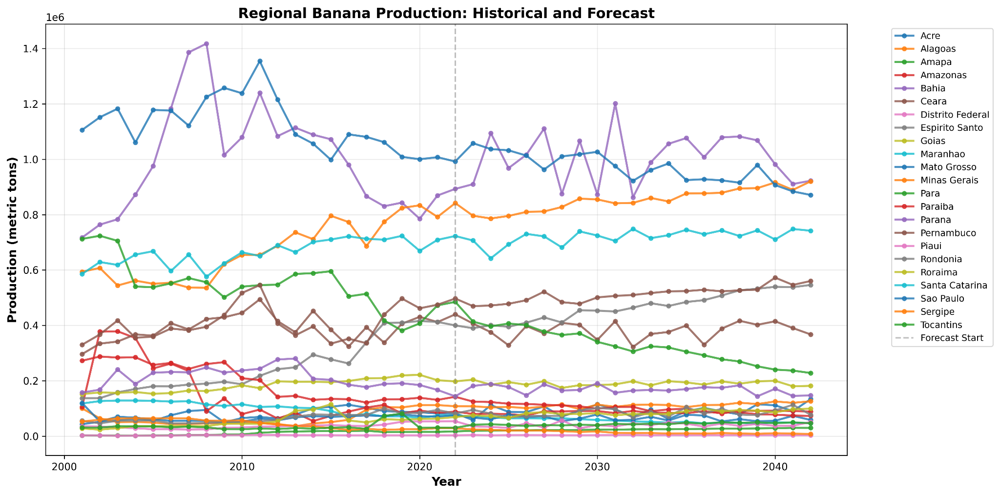 Regional Banana Production: Historical and Forecast
1e6
1.4
1.2
1.0
0.8
0.6
0.4
0.2
0.0
Production (metric tons)
2000
2010
2020
2030
2040
Year
Acre
Alagoas
Amapa
Amazonas
Bahia
Ceara
Distrito Federal
Espirito Santo
Goias
Maranhao
Mato Grosso
Minas Gerais
Para
Paraiba
Parana
Pernambuco
Piaui
Rondonia
Roraima
Santa Catarina
Sao Paulo
Sergipe
Tocantins
Forecast Start